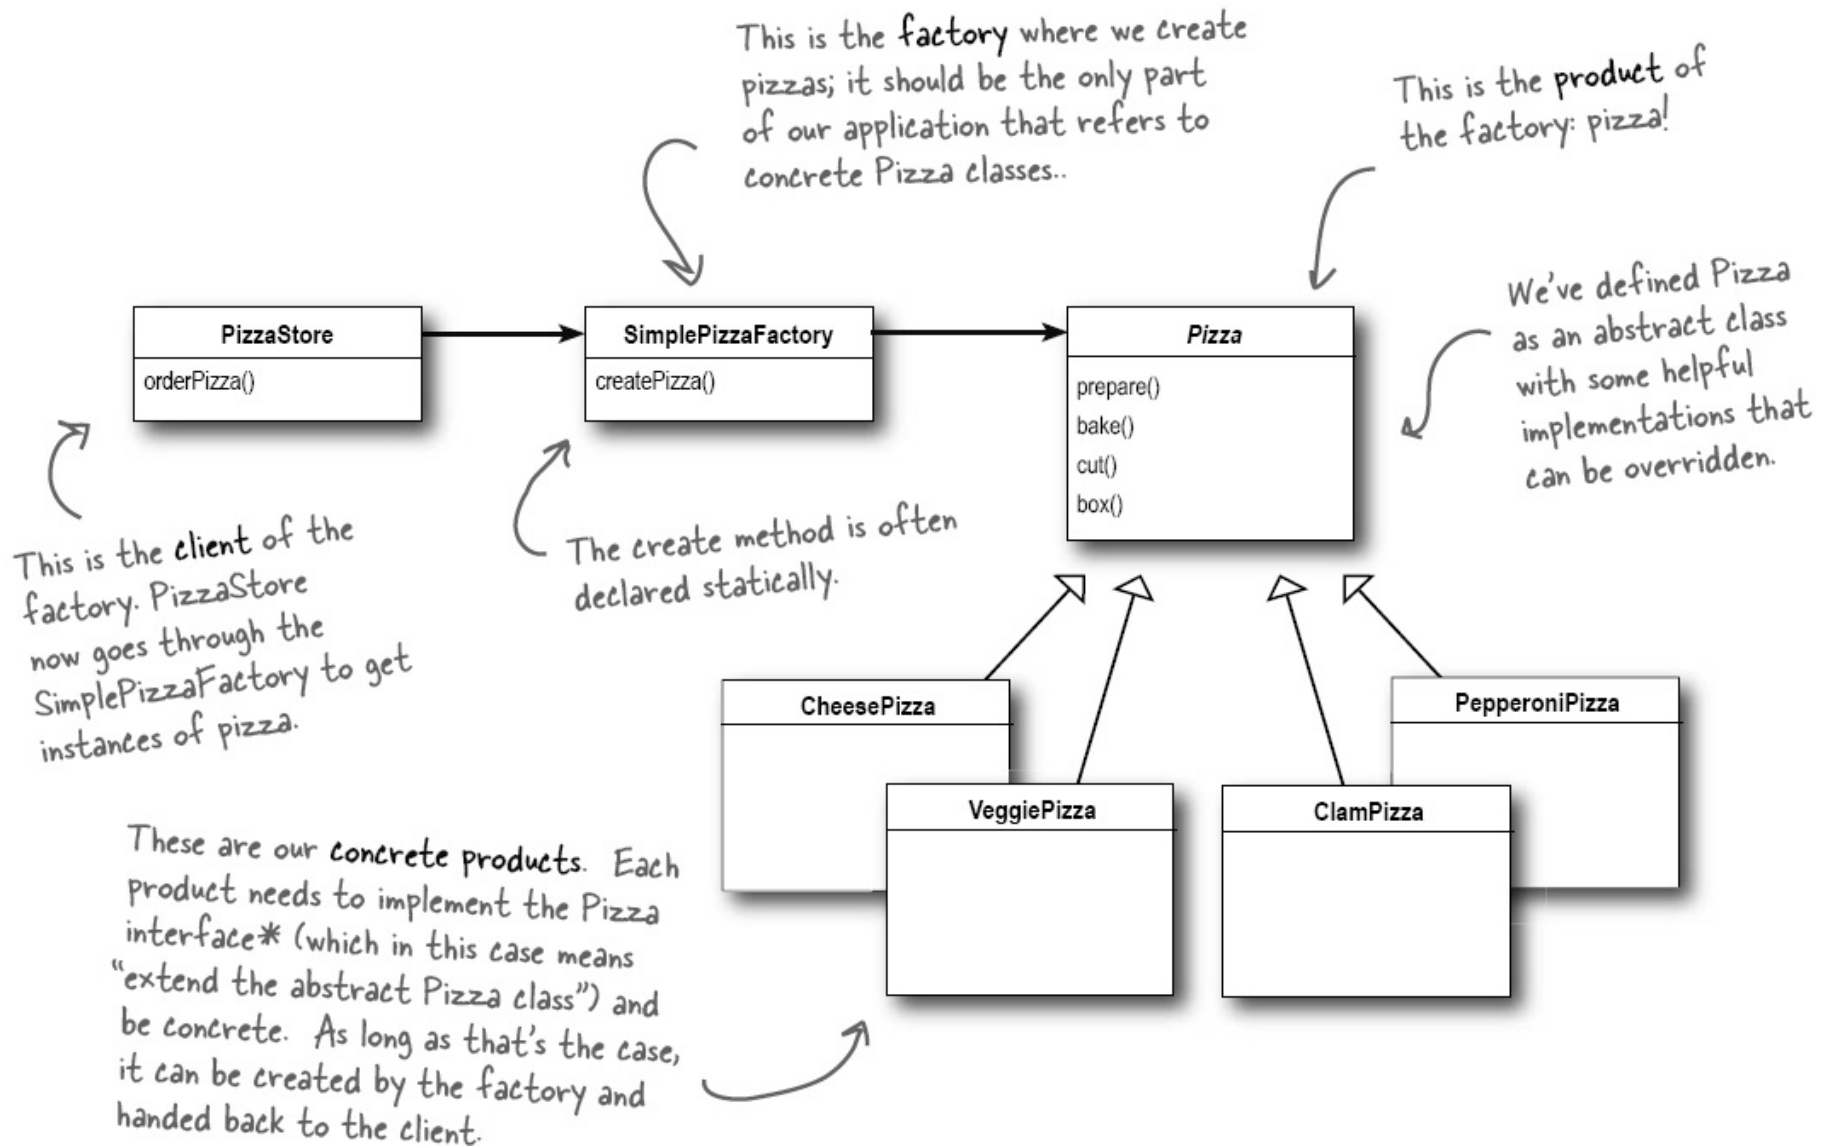 This is the factory where we create
pizzas; it should be the only part
of our application that refers to
concrete Pizza classes..
This is the product of
the factory: pizza!
We've defined Pizza
as an abstract class
with some helpful
implementations that
can be overridden.
PizzaStore
orderPizza()
SimplePizzaFactory
createPizza()
Pizza
prepare()
bake()
cut()
box()
This is the client of the
factory. PizzaStore
now goes through the
SimplePizzaFactory to get
instances of pizza.
The create method is often
declared statically.
CheesePizza
VeggiePizza
ClamPizza
PepperoniPizza
These are our concrete products. Each
product needs to implement the Pizza
interface* (which in this case means
“extend the abstract Pizza class”) and
be concrete. As long as that's the case,
it can be created by the factory and
handed back to the client.